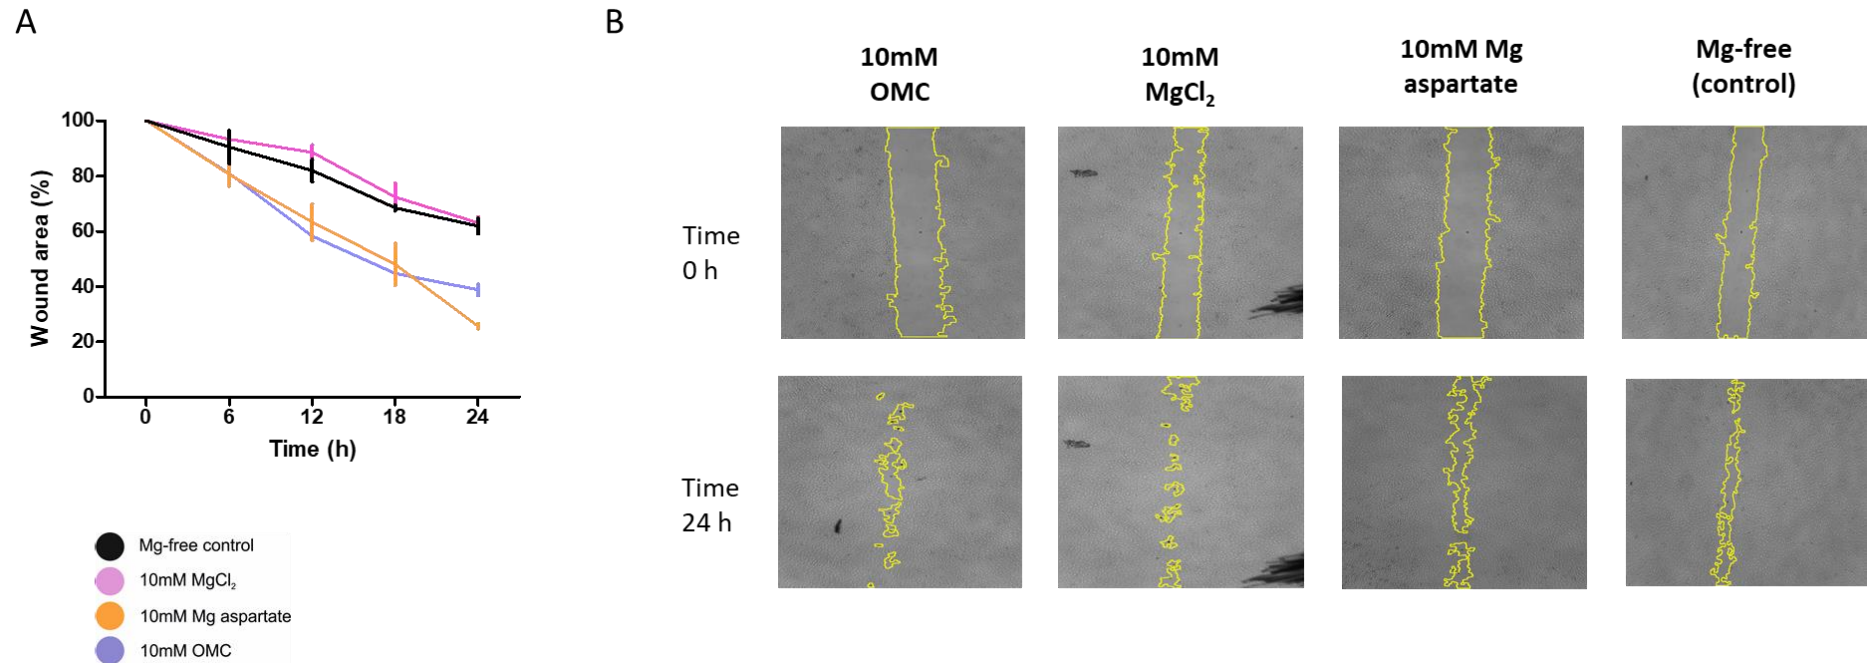 A
B
10mM
OMC
10mM
MgCl₂
10mM Mg
aspartate
Mg-free
(control)
100
80
60
40
20
0
Wound area (%)
0 6 12 18 24
Time (h)
Time
0 h
Time
24 h
Mg-free control
10mM MgCl₂
10mM Mg aspartate
10mM OMC